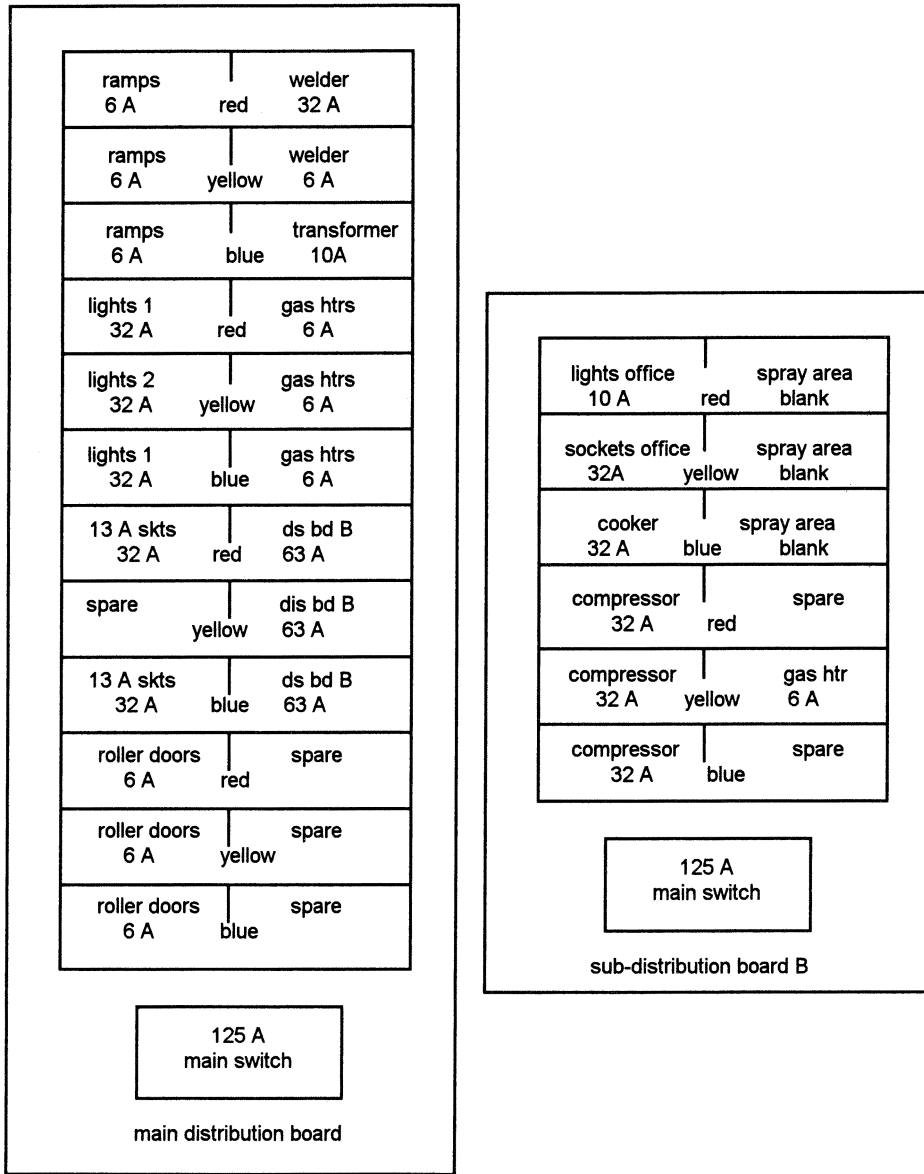 ramps welder
6 A red 32 A
ramps welder
6 A yellow 6 A
ramps transformer
6 A blue 10A
lights 1 gas htrs
32 A red 6 A
lights 2 gas htrs
32 A yellow 6 A
lights 1 gas htrs
32 A blue 6 A
13 A skts ds bd B
32 A red 63 A
spare dis bd B
yellow 63 A
13 A skts ds bd B
32 A blue 63 A
roller doors spare
6 A red
roller doors spare
6 A yellow
roller doors spare
6 A blue
125 A
main switch
main distribution board
lights office spray area
10 A red blank
sockets office spray area
32A yellow blank
cooker spray area
32 A blue blank
compressor spare
32 A red
compressor gas htr
32 A yellow 6 A
compressor spare
32 A blue
125 A
main switch
sub-distribution board B